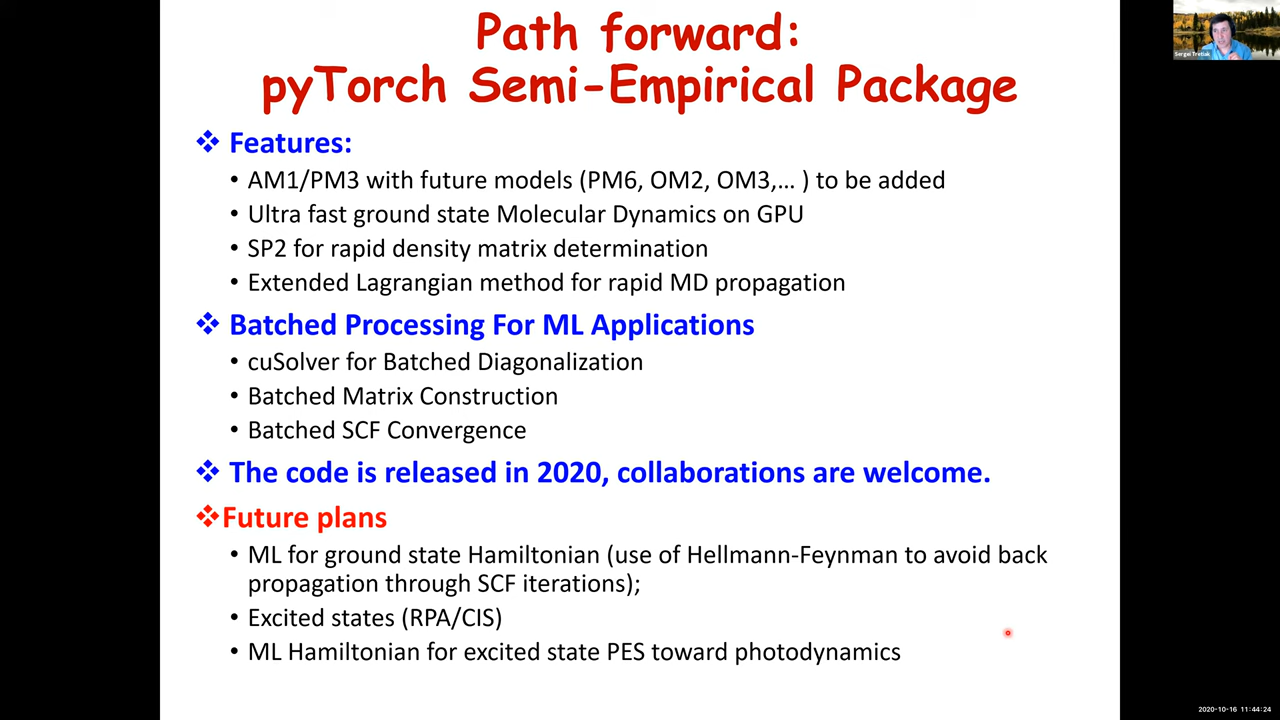 Path forward:
pyTorch Semi-Empirical Package
Sergei Tretiak
❖ Features:
• AM1/PM3 with future models (PM6, OM2, OM3,... ) to be added
• Ultra fast ground state Molecular Dynamics on GPU
• SP2 for rapid density matrix determination
• Extended Lagrangian method for rapid MD propagation
❖ Batched Processing For ML Applications
• cuSolver for Batched Diagonalization
• Batched Matrix Construction
• Batched SCF Convergence
❖ The code is released in 2020, collaborations are welcome.
❖Future plans
• ML for ground state Hamiltonian (use of Hellmann-Feynman to avoid back
propagation through SCF iterations);
• Excited states (RPA/CIS)
• ML Hamiltonian for excited state PES toward photodynamics
2020-10-16 11:44:24